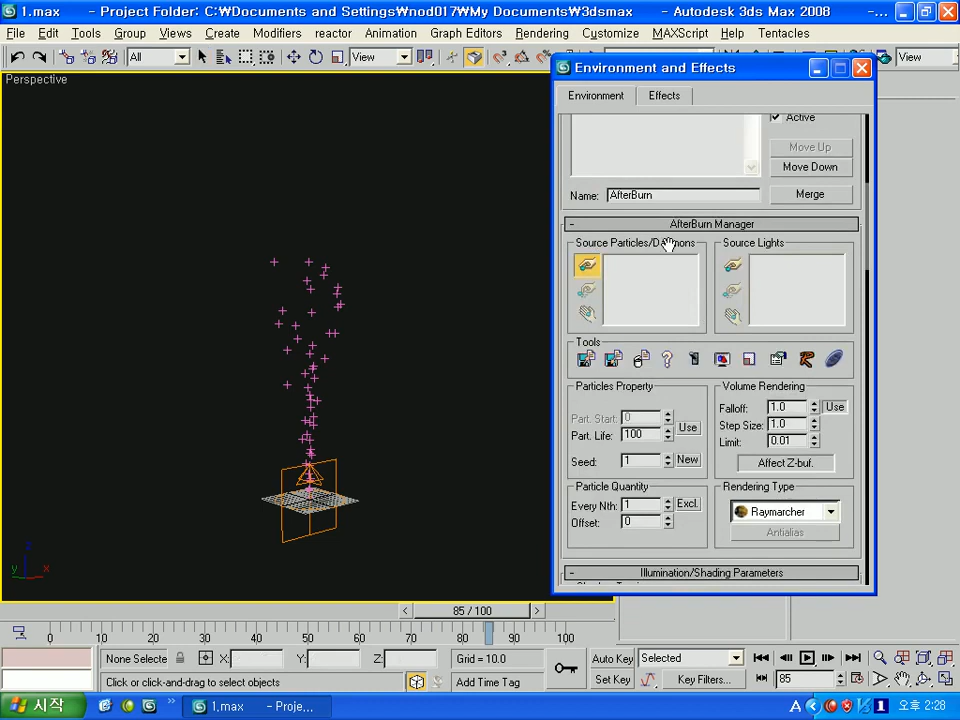 1.max - Project Folder: C:₩Documents and Settings₩nod017₩My Documents₩3dsmax - Autodesk 3ds Max 2008 -...
File Edit Tools Group Views Create Modifiers reactor Animation Graph Editors Rendering Customize MAXScript Help Tentacles
All View View
Perspective
Environment and Effects
Environment Effects
Active
Move Up
Move Down
Name: AfterBurn Merge
- AfterBurn Manager
Source Particles/Daemons Source Lights
Tools
Particles Property Volume Rendering
Part. Start: 0 Falloff: 1.0 Use
Part. Life: 100 Use Step Size: 1.0
Limit: 0.01
Seed: 1 New Affect Z-buf.
Particle Quantity Rendering Type
Every Nth: 1 Excl. Raymarcher
Offset: 0 Antialias
- Illumination/Shading Parameters
z
y x
< 85 / 100 >
0 10 20 30 40 50 60 70 80 90 100
None Selecte X: Y: Z: Grid = 10.0 Auto Key Selected
Click or click-and-drag to select objects Add Time Tag Set Key Key Filters... 85
시작 1.max - Proje... A 오후 2:28